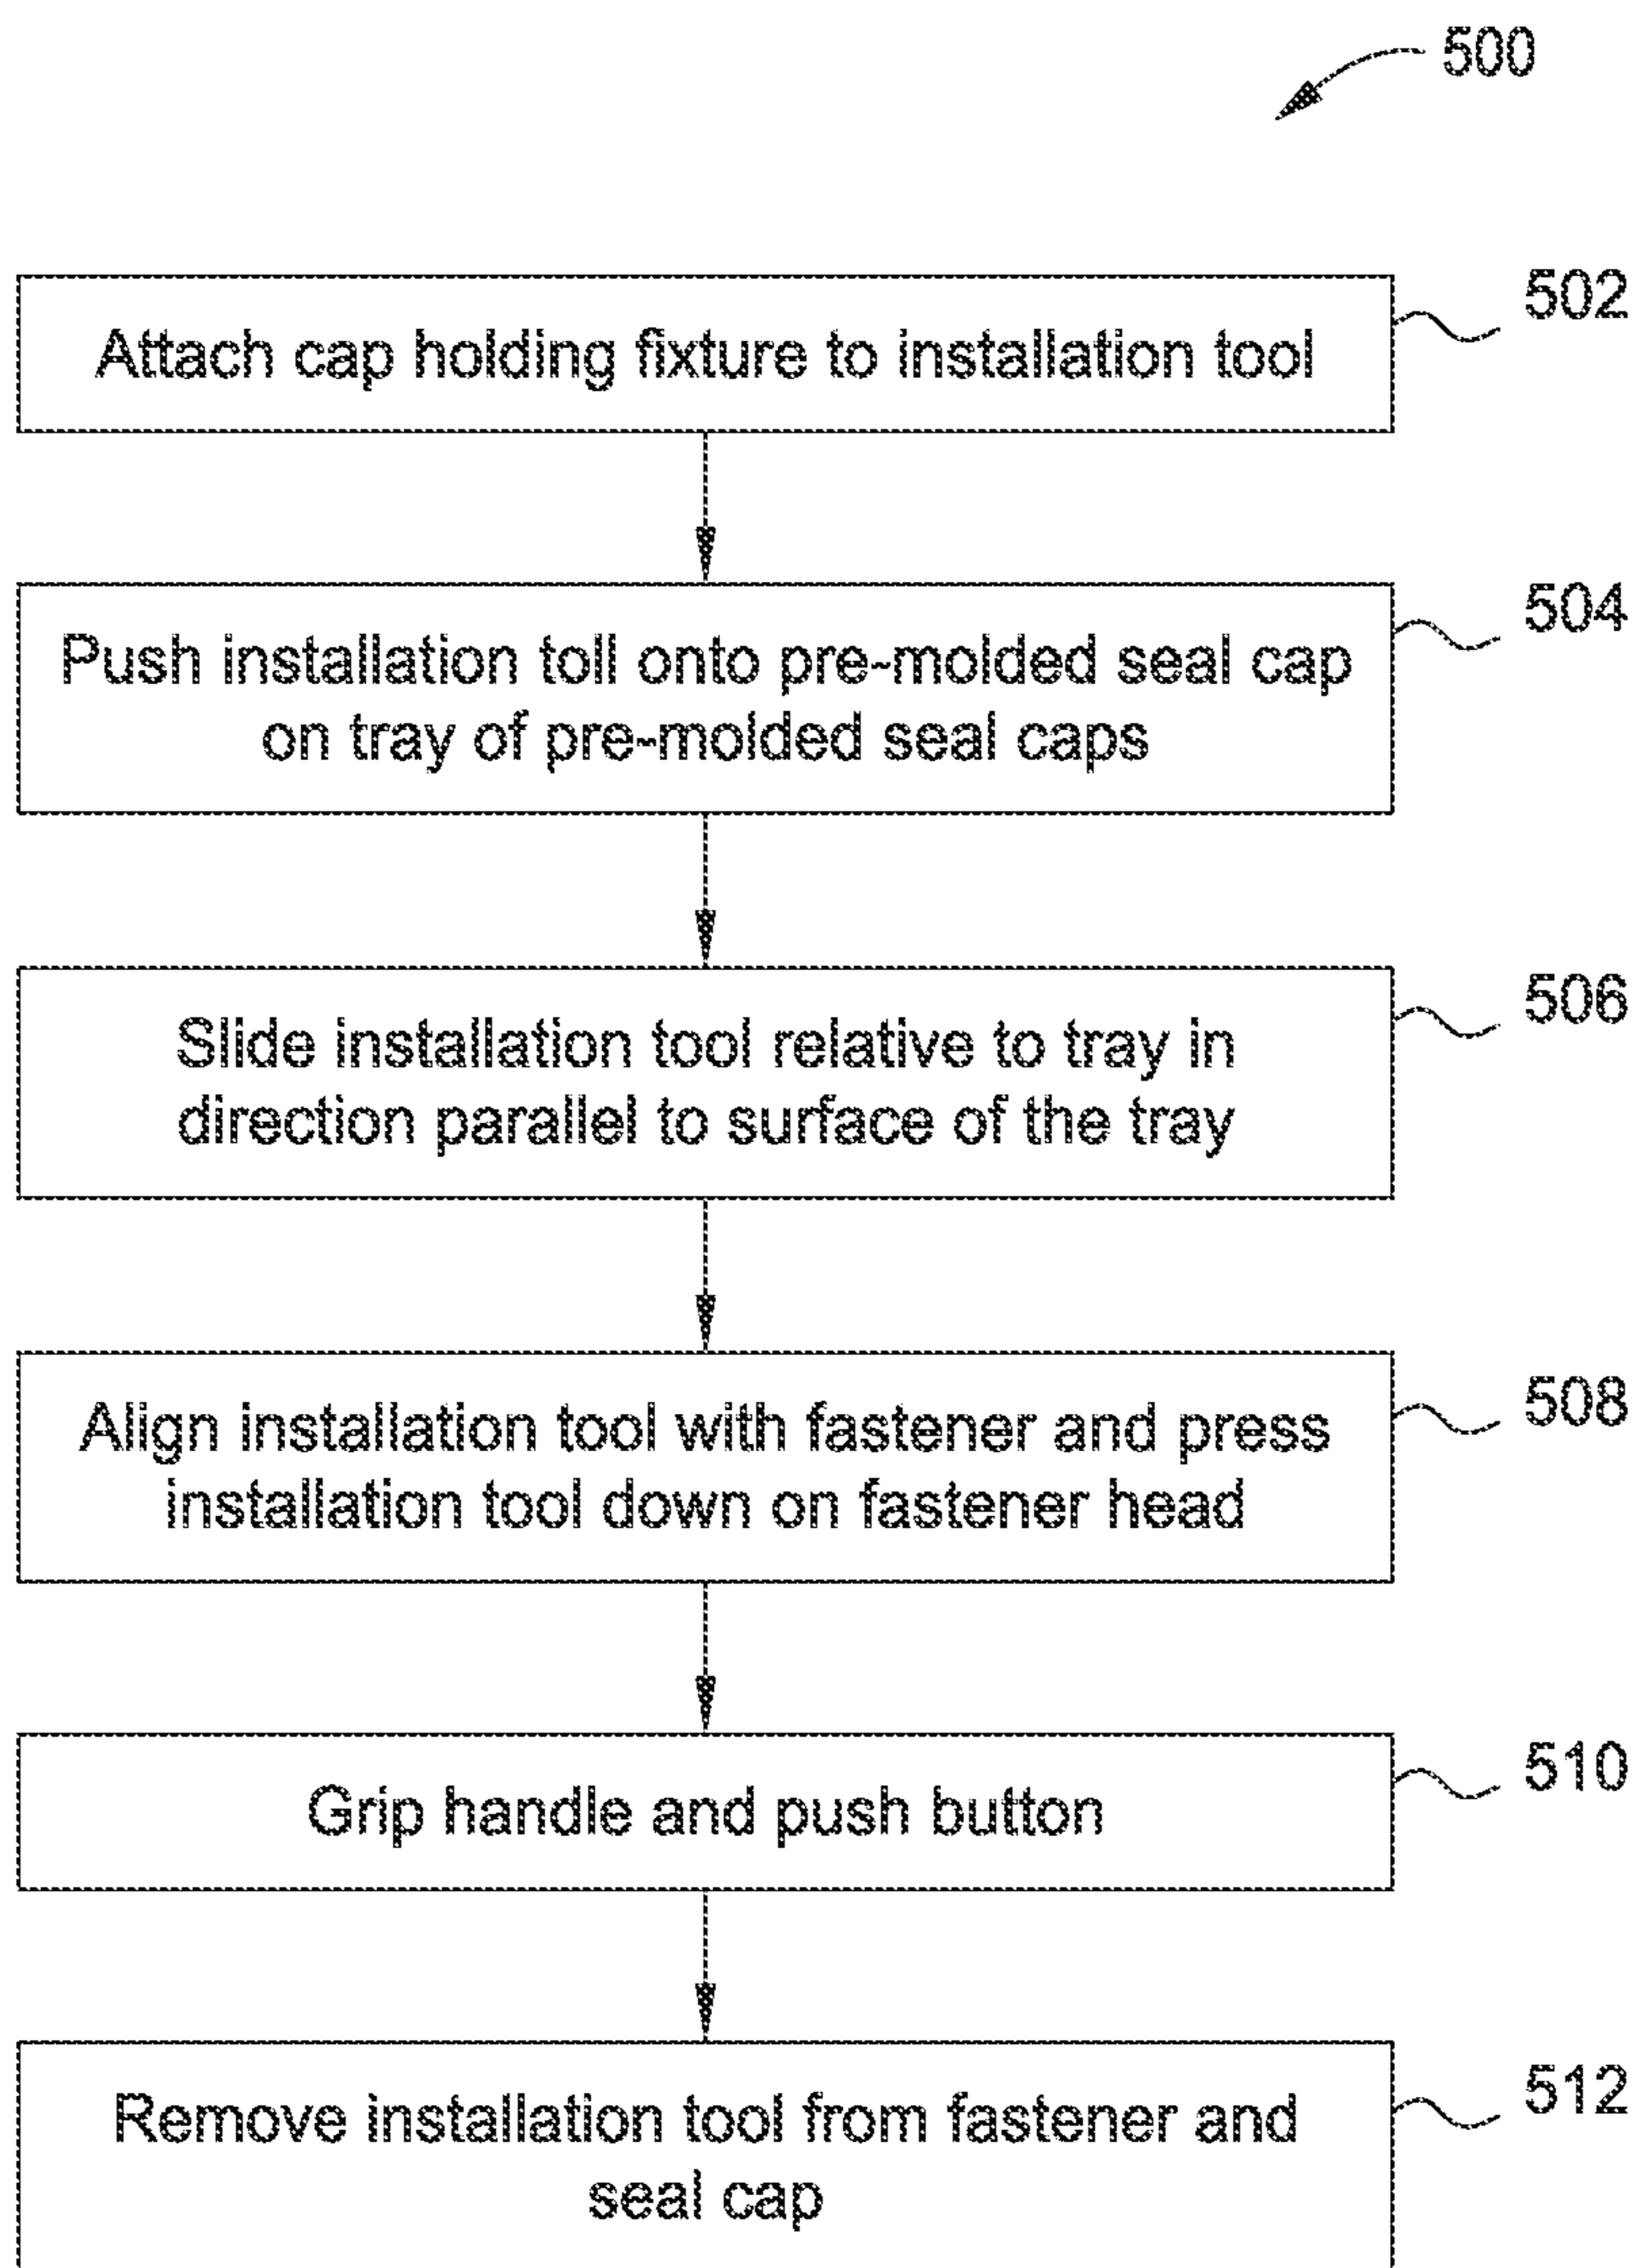 500
Attach cap holding fixture to installation tool
502
Push installation toll onto pre-molded seal cap
on tray of pre-molded seal caps
504
Slide installation tool relative to tray in
direction parallel to surface of the tray
506
Align installation tool with fastener and press
installation tool down on fastener head
508
Grip handle and push button
510
Remove installation tool from fastener and
seal cap
512